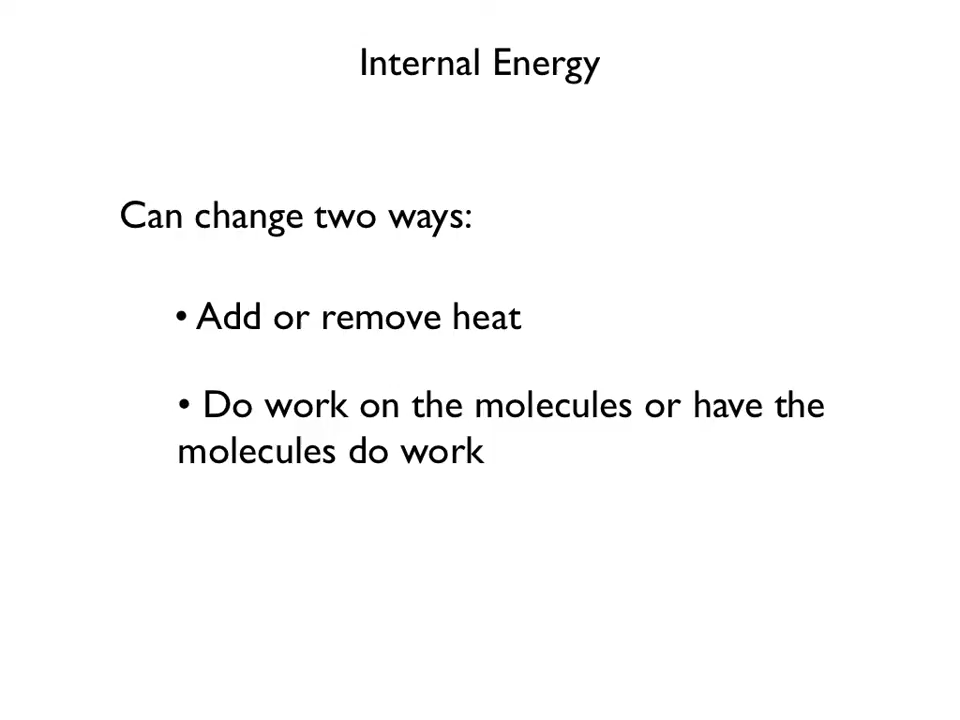 Internal Energy
Can change two ways:
• Add or remove heat
• Do work on the molecules or have the
molecules do work